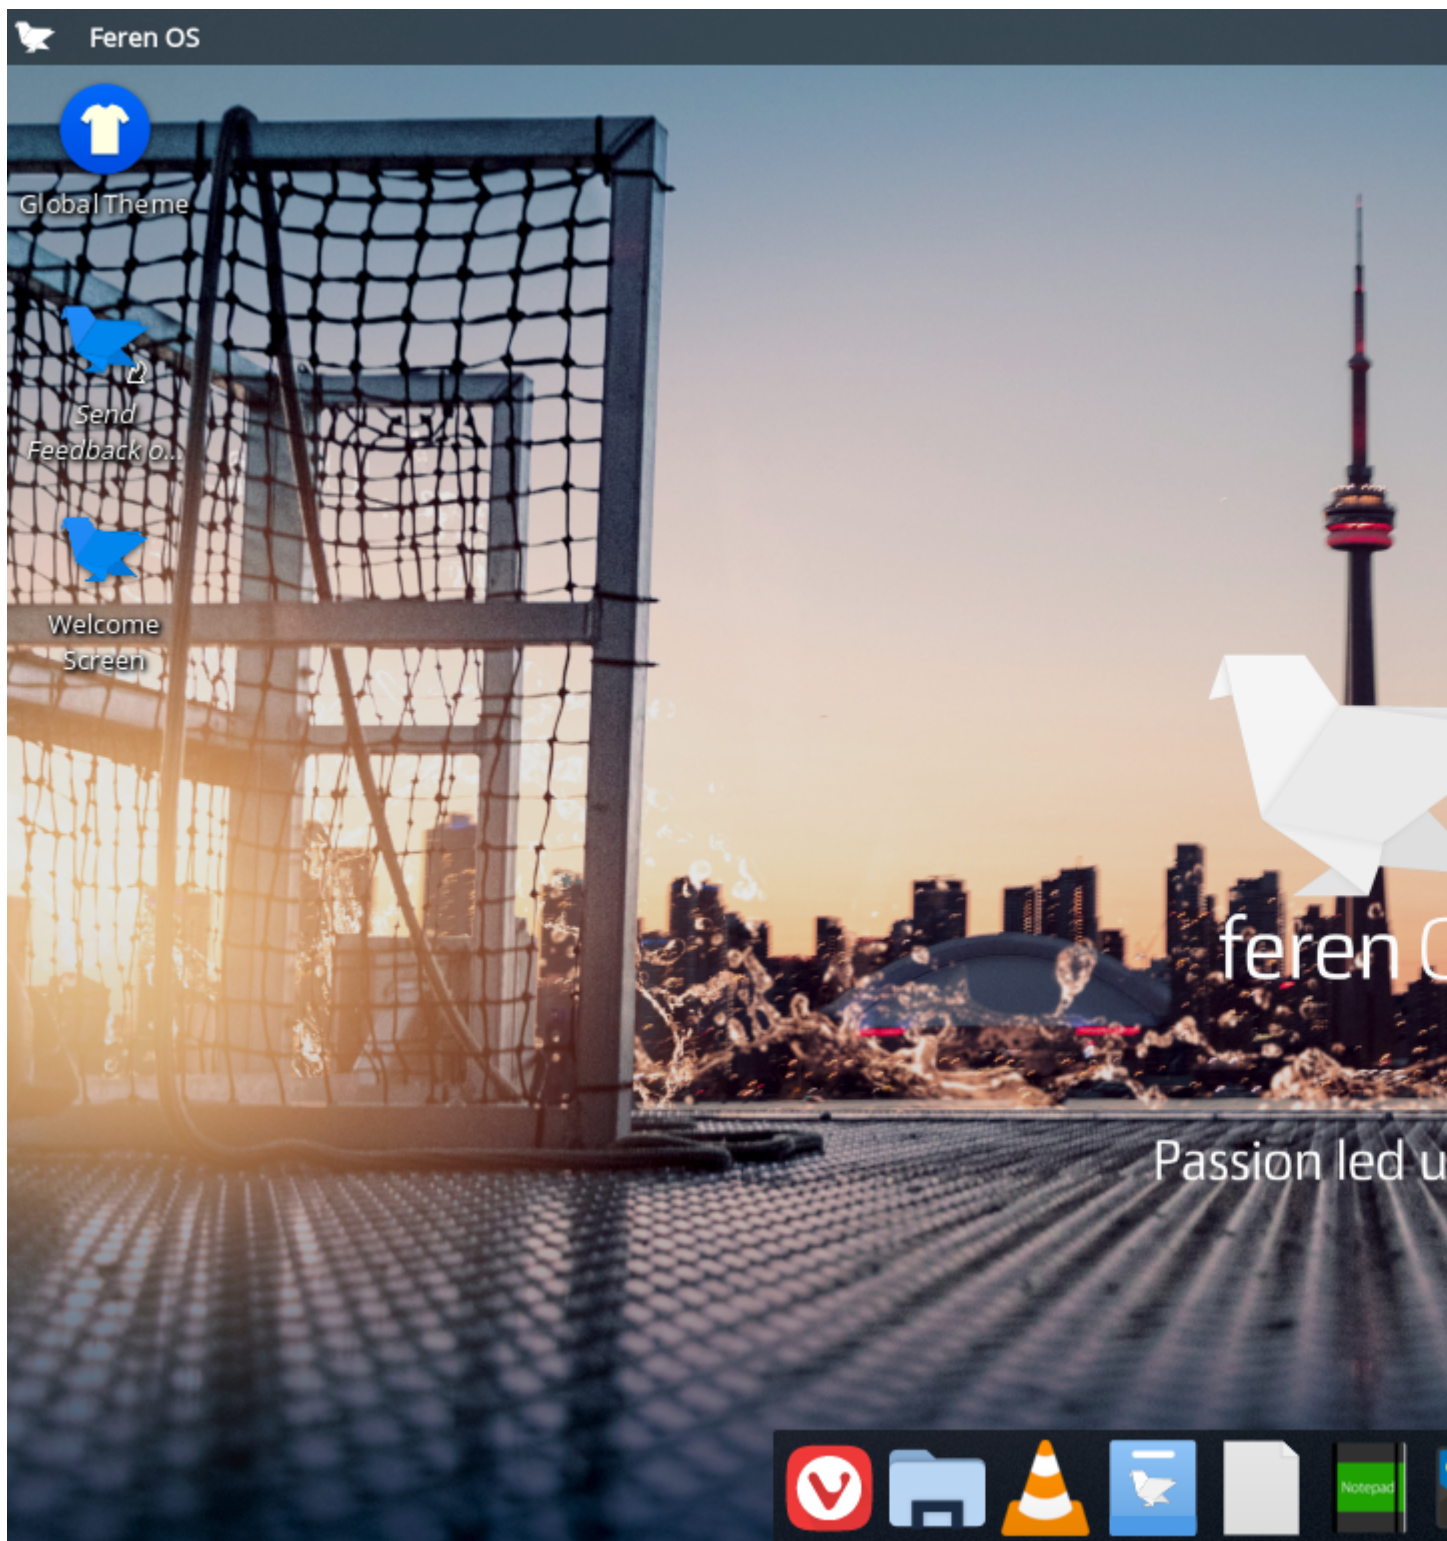 Feren OS
Global Theme
Send
Feedback o...
Welcome
Screen
feren
Passion led
Notepad